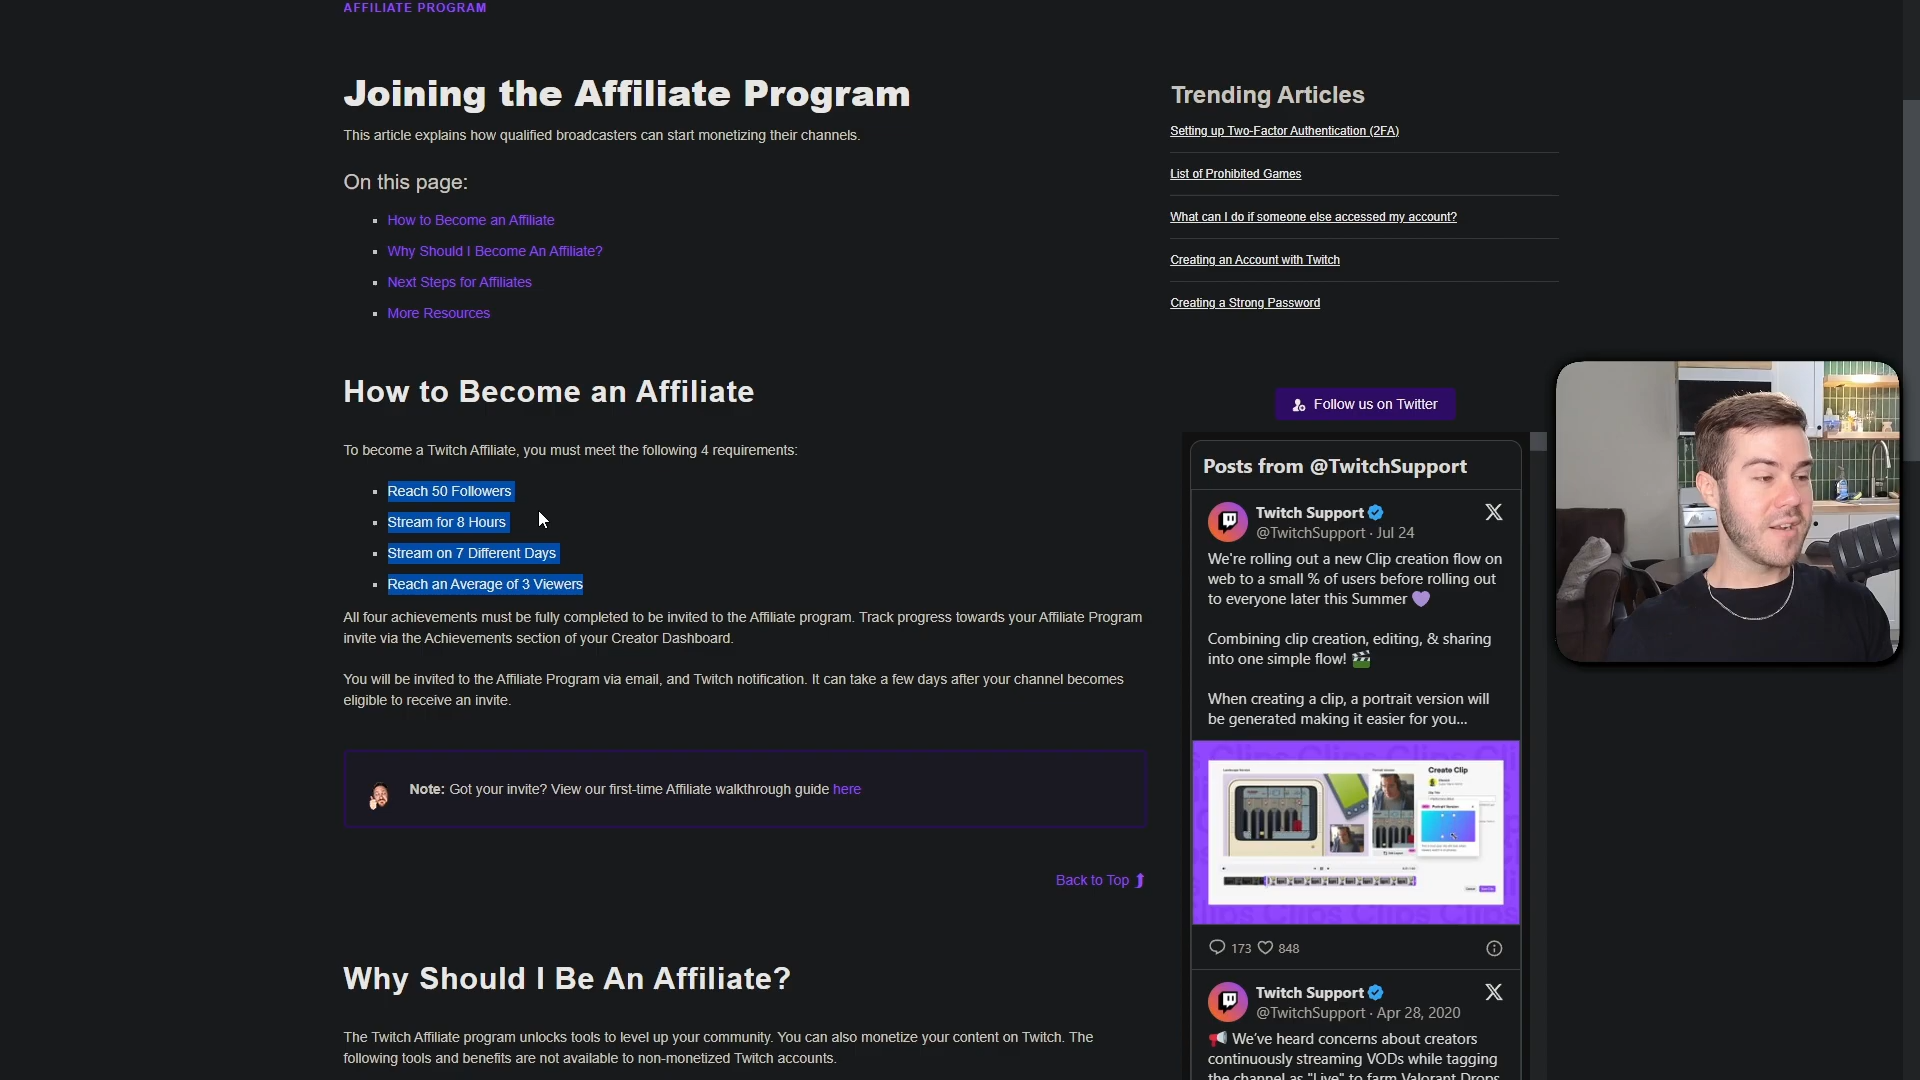 AFFILIATE PROGRAM
Joining the Affiliate Program
This article explains how qualified broadcasters can start monetizing their channels.
On this page:
How to Become an Affiliate
Why Should I Become An Affiliate?
Next Steps for Affiliates
More Resources
How to Become an Affiliate
To become a Twitch Affiliate, you must meet the following 4 requirements:
Reach 50 Followers
Stream for 8 Hours
Stream on 7 Different Days
Reach an Average of 3 Viewers
All four achievements must be fully completed to be invited to the Affiliate program. Track progress towards your Affiliate Program
invite via the Achievements section of your Creator Dashboard.
You will be invited to the Affiliate Program via email, and Twitch notification. It can take a few days after your channel becomes
eligible to receive an invite.
Note: Got your invite? View our first-time Affiliate walkthrough guide here
Back to Top
Why Should I Be An Affiliate?
The Twitch Affiliate program unlocks tools to level up your community. You can also monetize your content on Twitch. The
following tools and benefits are not available to non-monetized Twitch accounts.
Trending Articles
Setting up Two-Factor Authentication (2FA)
List of Prohibited Games
What can I do if someone else accessed my account?
Creating an Account with Twitch
Creating a Strong Password
Follow us on Twitter
Posts from @TwitchSupport
Twitch Support
@TwitchSupport · Jul 24
We're rolling out a new Clip creation flow on
web to a small % of users before rolling out
to everyone later this Summer 💜
Combining clip creation, editing, & sharing
into one simple flow! 🎬
When creating a clip, a portrait version will
be generated making it easier for you...
Create Clip
173 848
Twitch Support
@TwitchSupport · Apr 28, 2020
📢 We've heard concerns about creators
continuously streaming VODs while tagging
the channel as "Live" to farm Valorant Drops